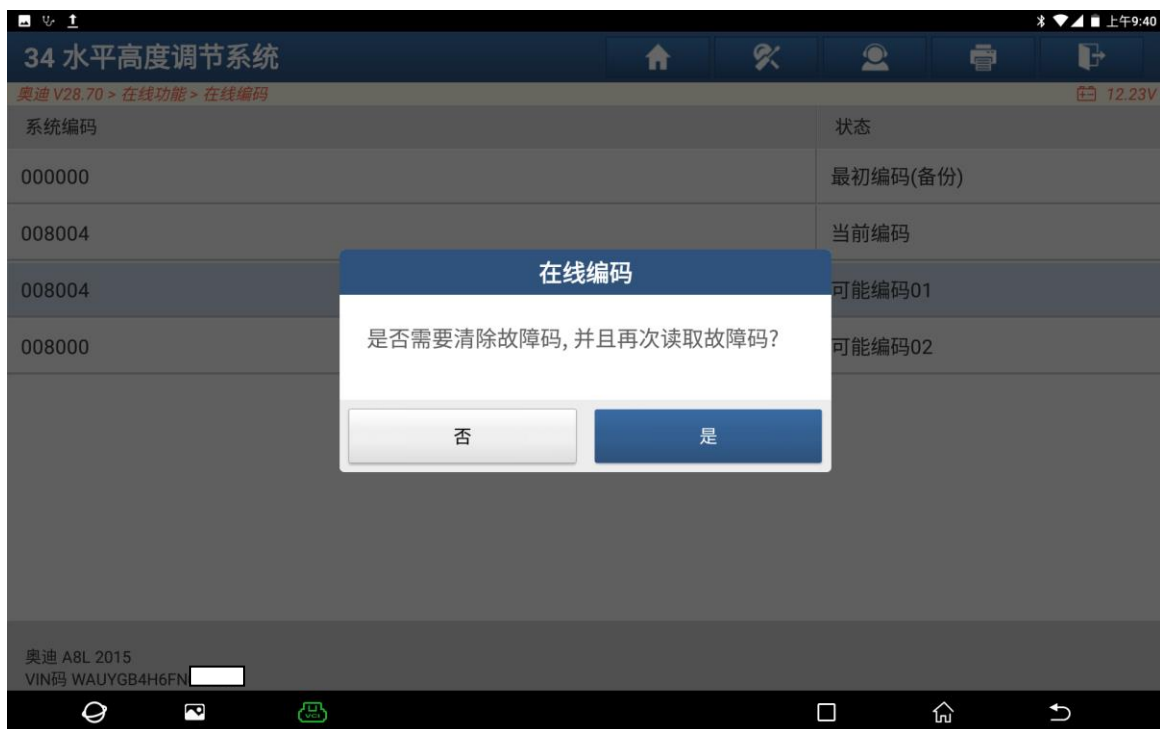 上午9:40
34 水平高度调节系统
奥迪 V28.70 > 在线功能 > 在线编码
12.23V
系统编码
状态
000000
最初编码(备份)
008004
当前编码
008004
可能编码01
008000
可能编码02
在线编码
是否需要清除故障码, 并且再次读取故障码?
否
是
奥迪 A8L 2015
VIN码 WAUYGB4H6FN
VCI